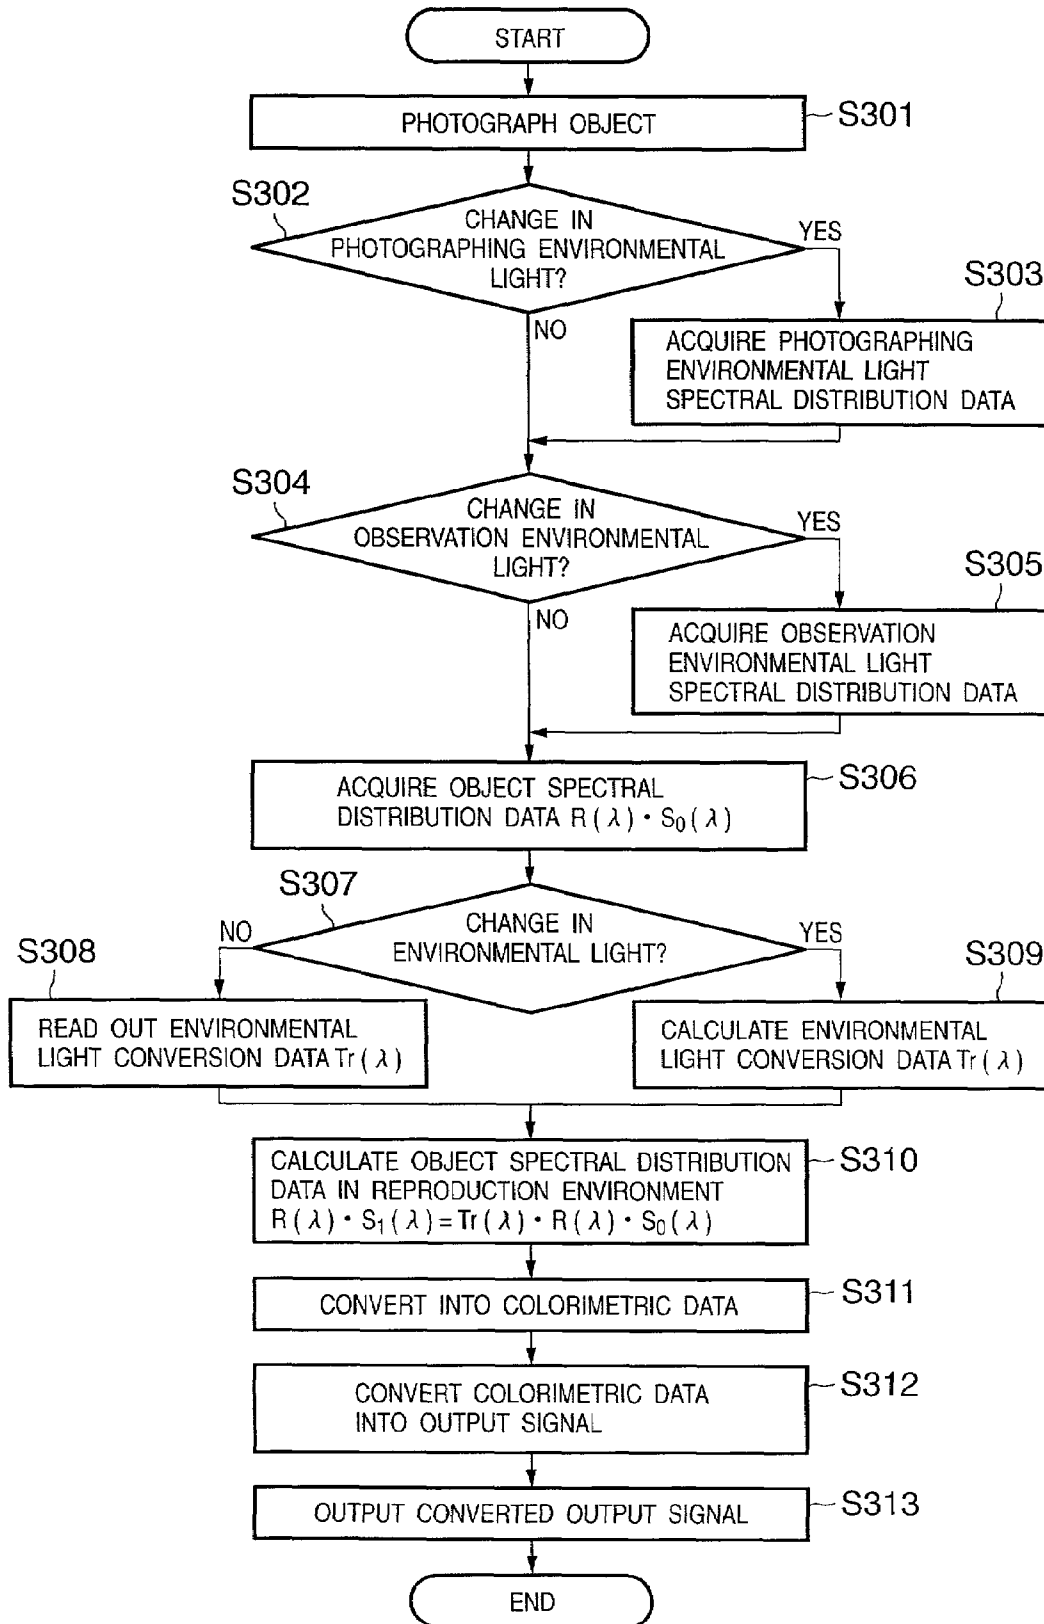 START
PHOTOGRAPH OBJECT
S301
S302
CHANGE IN
PHOTOGRAPHING ENVIRONMENTAL
LIGHT?
YES
NO
S303
ACQUIRE PHOTOGRAPHING
ENVIRONMENTAL LIGHT
SPECTRAL DISTRIBUTION DATA
S304
CHANGE IN
OBSERVATION ENVIRONMENTAL
LIGHT?
YES
NO
S305
ACQUIRE OBSERVATION
ENVIRONMENTAL LIGHT
SPECTRAL DISTRIBUTION DATA
S306
ACQUIRE OBJECT SPECTRAL
DISTRIBUTION DATA R(λ)・S₀(λ)
S307
CHANGE IN
ENVIRONMENTAL LIGHT?
NO
YES
S308
READ OUT ENVIRONMENTAL
LIGHT CONVERSION DATA Tr(λ)
S309
CALCULATE ENVIRONMENTAL
LIGHT CONVERSION DATA Tr(λ)
CALCULATE OBJECT SPECTRAL DISTRIBUTION
DATA IN REPRODUCTION ENVIRONMENT
R(λ)・S₁(λ)=Tr(λ)・R(λ)・S₀(λ)
S310
CONVERT INTO COLORIMETRIC DATA
S311
CONVERT COLORIMETRIC DATA
INTO OUTPUT SIGNAL
S312
OUTPUT CONVERTED OUTPUT SIGNAL
S313
END